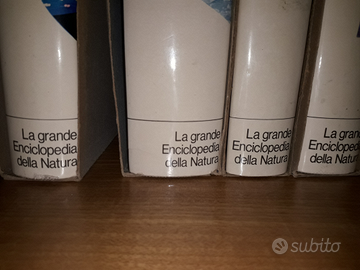 La grande
Enciclopedia
della Natura
La grande
Enciclopedia
della Natura
La grande
Enciclopedia
della Natura
La grande
Enciclopedia
della Natura
subito